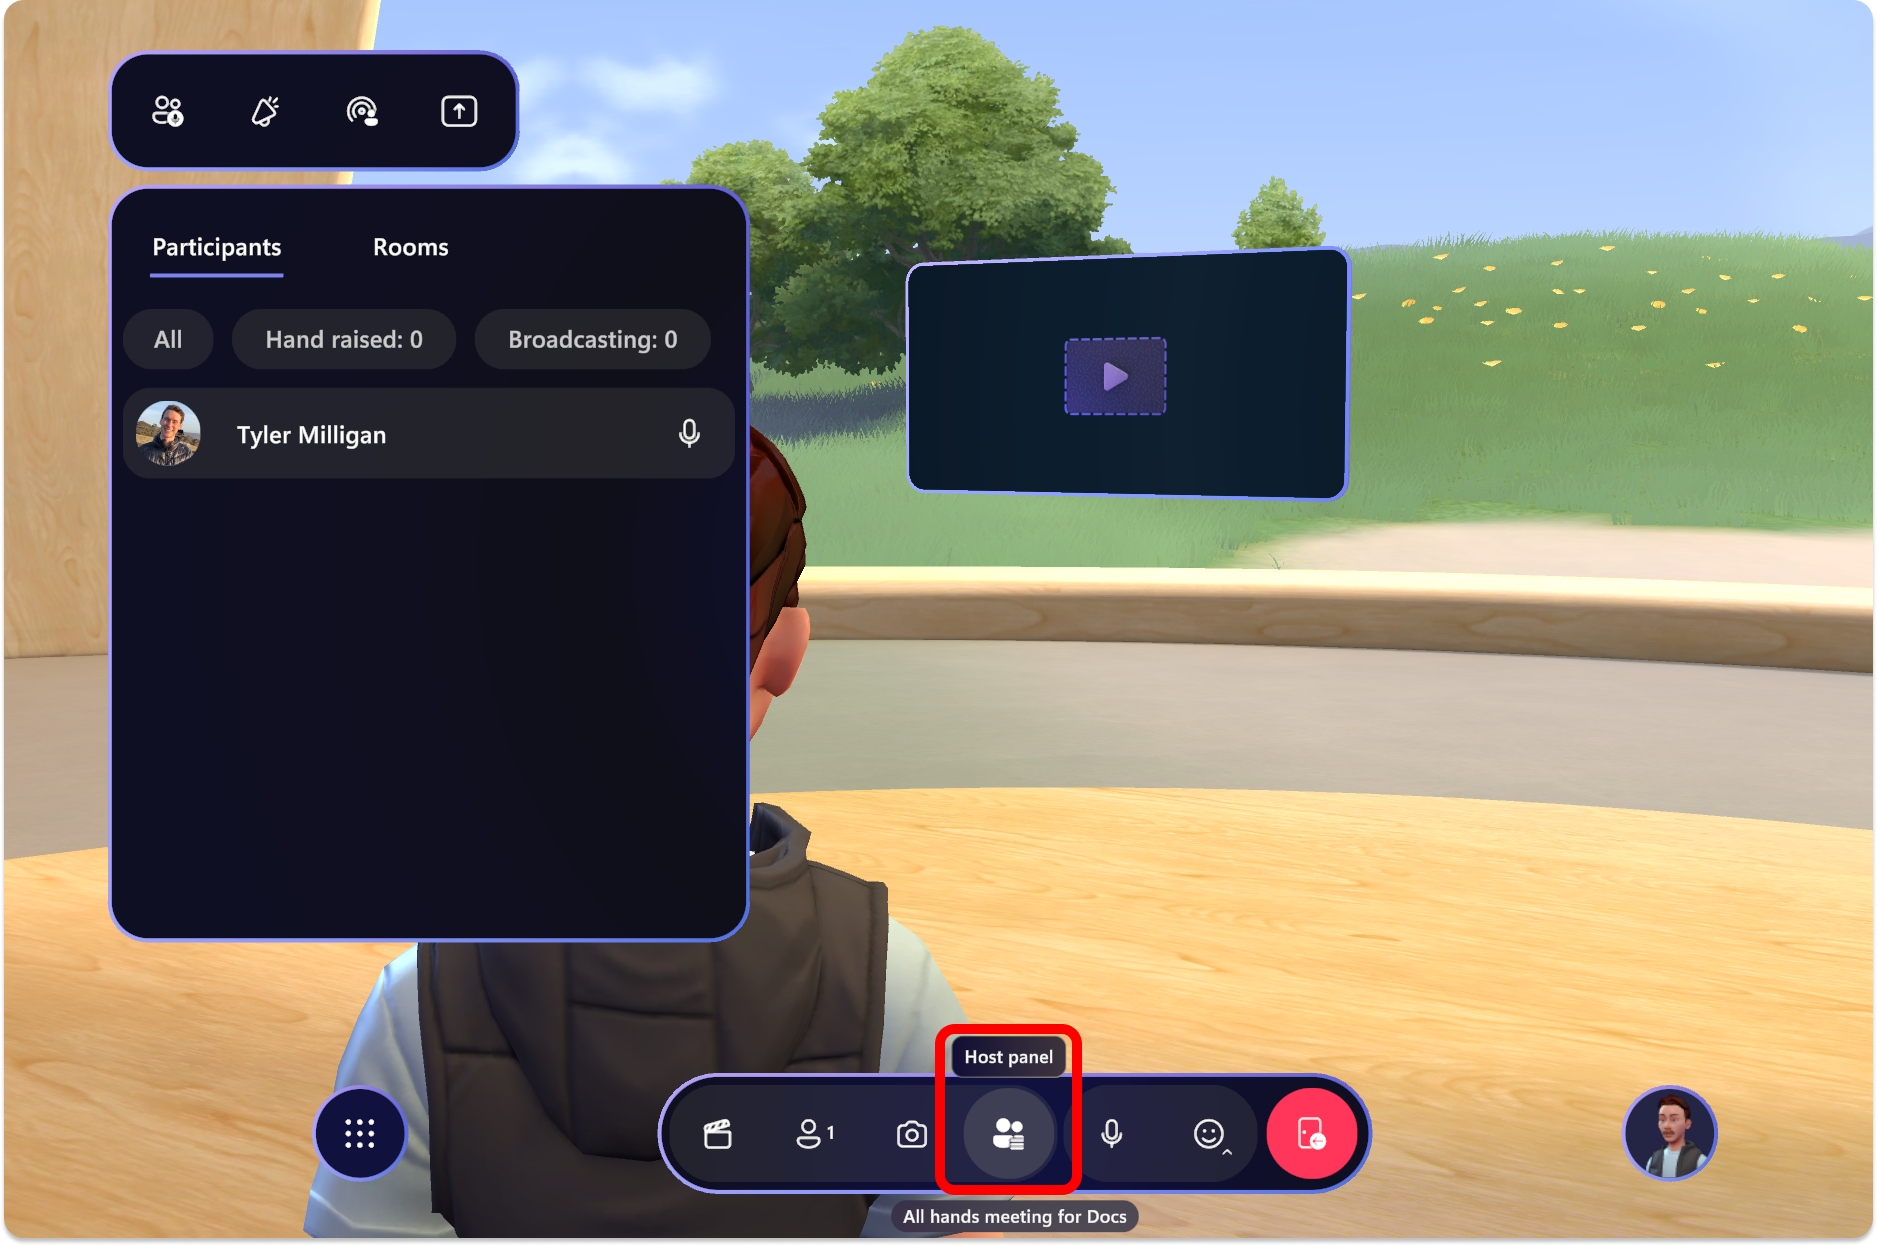 Participants
Rooms
All
Hand raised: 0
Broadcasting: 0
Tyler Milligan
Host panel
1
All hands meeting for Docs